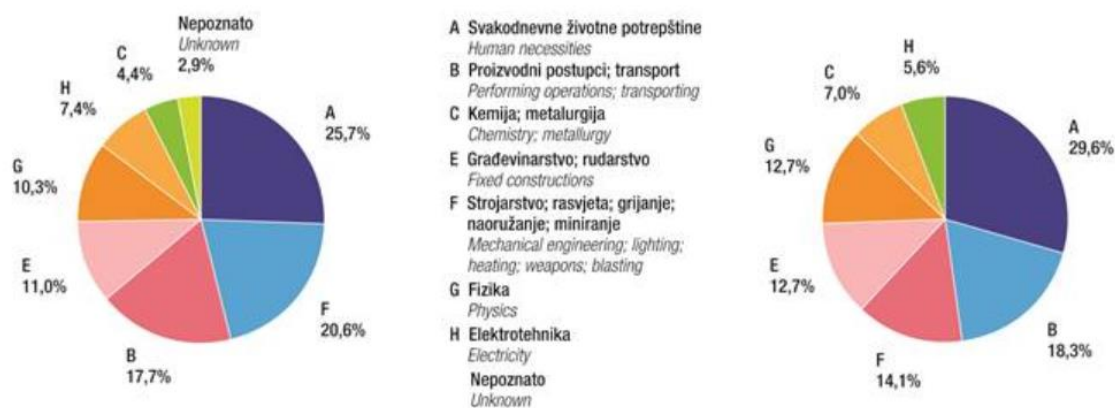 Nepoznato
Unknown
2,9%
C
4,4%
H
7,4%
G
10,3%
E
11,0%
B
17,7%
F
20,6%
A
25,7%
A Svakodnevne životne potrepštine
Human necessities
B Proizvodni postupci; transport
Performing operations; transporting
C Kemija; metalurgija
Chemistry; metallurgy
E Građevinarstvo; rudarstvo
Fixed constructions
F Strojarstvo; rasvjeta; grijanje;
naoružanje; miniranje
Mechanical engineering; lighting;
heating; weapons; blasting
G Fizika
Physics
H Elektrotehnika
Electricity
Nepoznato
Unknown
H
5,6%
C
7,0%
G
12,7%
E
12,7%
F
14,1%
B
18,3%
A
29,6%